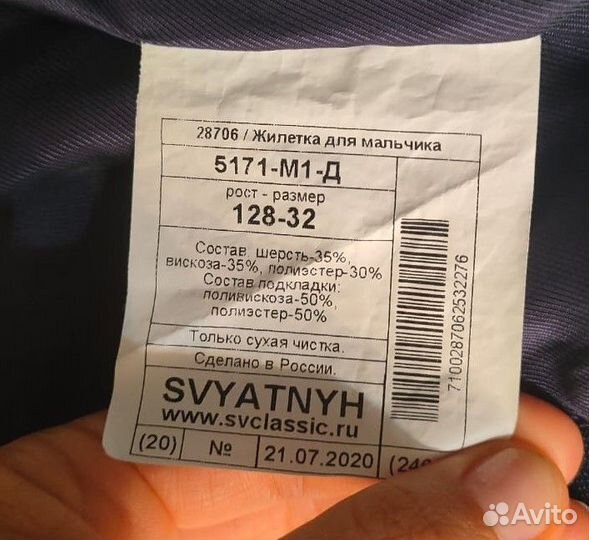 28706 / Жилетка для мальчика
5171-М1-Д
рост - размер
128-32
Состав: шерсть-35%,
вискоза-35%, полиэстер-30%
Состав подкладки:
поливискоза-50%,
полиэстер-50%
Только сухая чистка.
Сделано в России.
SVYATNYH
www.svclassic.ru
(20) № 21.07.2020
7100287062532276
Avito